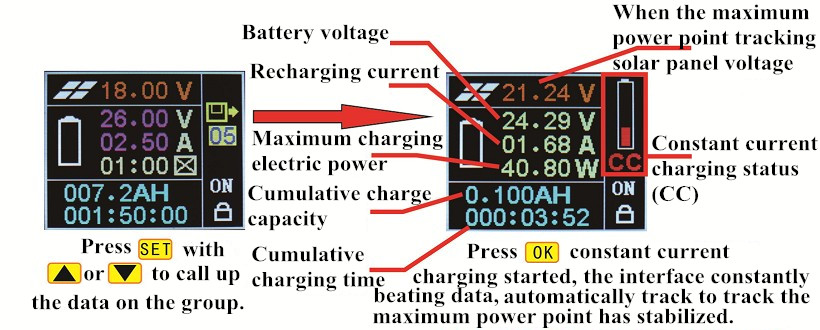 When the maximum
power point tracking
solar panel voltage
Battery voltage
Recharging current
Maximum charging
electric power
Cumulative charge
capacity
Cumulative
charging time
18.00 V
26.00 V
02.50 A
01:00
05
007.2AH
001:50:00
ON
21.24 V
24.29 V
01.68 A
40.80 W
CC
0.100AH
000:03:52
ON
Constant current
charging status
(CC)
Press SET with
▲ or ▼ to call up
the data on the group.
Press OK constant current
charging started, the interface constantly
beating data, automatically track to track the
maximum power point has stabilized.